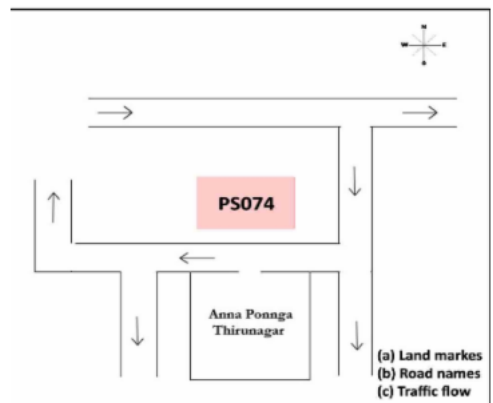 N
W E
S
PS074
Anna Ponnga
Thirunagar
(a) Land markes
(b) Road names
(c) Traffic flow